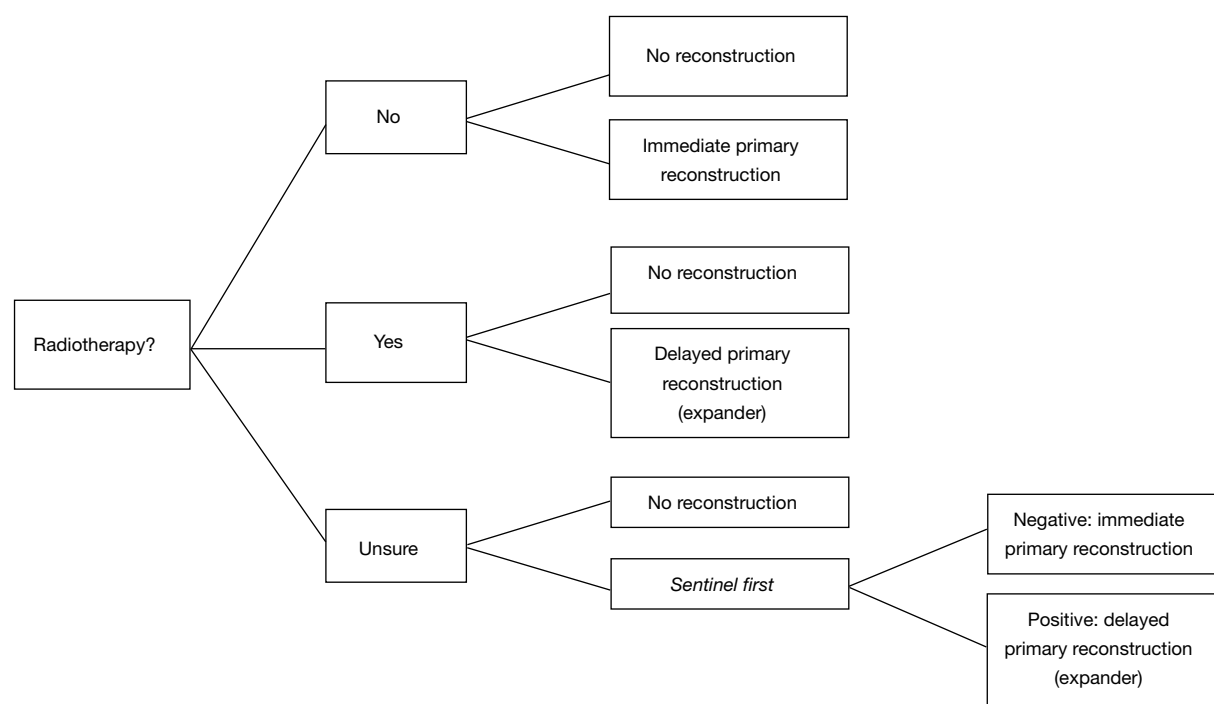 No reconstruction
No
Immediate primary
reconstruction
No reconstruction
Radiotherapy?
Yes
Delayed primary
reconstruction
(expander)
No reconstruction
Unsure
Sentinel first
Negative: immediate
primary reconstruction
Positive: delayed
primary reconstruction
(expander)